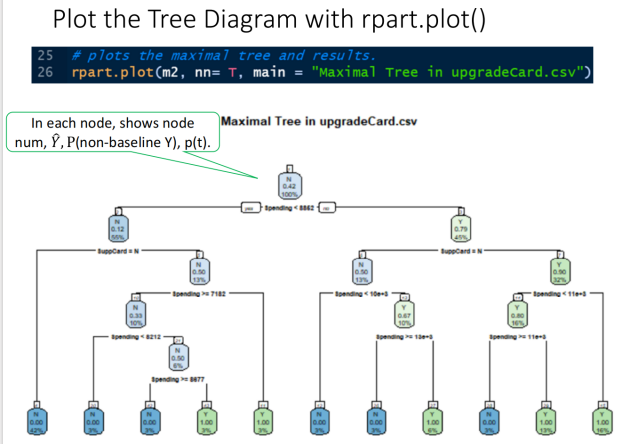 Plot the Tree Diagram with rpart.plot()
25 # plots the maximal tree and results.
26 rpart.plot(m2, nn= T, main = "Maximal Tree in upgradeCard.csv")
In each node, shows node
num, Ŷ, P(non-baseline Y), p(t).
Maximal Tree in upgradeCard.csv
N
0.42
100%
yes Spending < 8862 no
N
0.12
55%
Y
0.79
45%
SuppCard = N
SuppCard = N
N
0.50
13%
N
0.50
13%
Y
0.90
32%
Spending >= 7182
Spending < 10e+3
Spending < 11e+3
N
0.33
10%
Y
0.67
10%
Y
0.80
16%
Spending < 8212
Spending >= 13e+3
Spending >= 11e+3
N
0.50
6%
Spending >= 8677
N
0.00
42%
N
0.00
3%
N
0.00
3%
Y
1.00
3%
Y
1.00
3%
N
0.00
3%
N
0.00
3%
Y
1.00
6%
N
0.00
3%
Y
1.00
13%
Y
1.00
16%